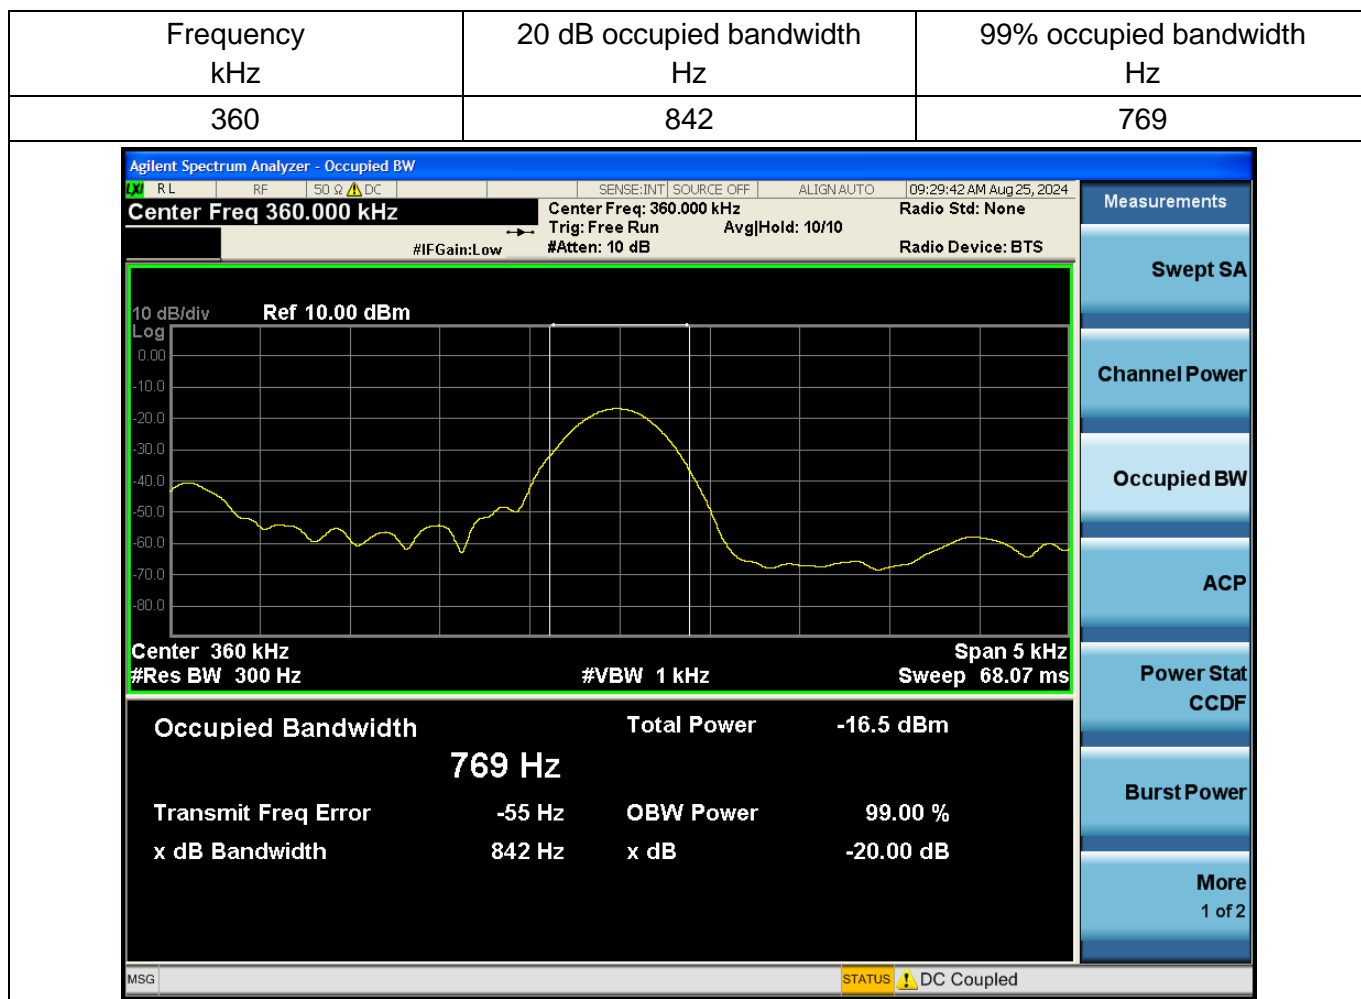 Frequency
kHz
20 dB occupied bandwidth
Hz
99% occupied bandwidth
Hz
360
842
769
Agilent Spectrum Analyzer - Occupied BW
LXI RL RF 50 Ω DC SENSE:INT SOURCE OFF ALIGN AUTO 09:29:42 AM Aug 25, 2024
Center Freq 360.000 kHz
Center Freq: 360.000 kHz
Radio Std: None
Trig: Free Run
Avg|Hold: 10/10
#IFGain:Low
#Atten: 10 dB
Radio Device: BTS
10 dB/div
Ref 10.00 dBm
Log
0.00
-10.0
-20.0
-30.0
-40.0
-50.0
-60.0
-70.0
-80.0
Center 360 kHz
Span 5 kHz
#Res BW 300 Hz
#VBW 1 kHz
Sweep 68.07 ms
Occupied Bandwidth
Total Power
-16.5 dBm
769 Hz
Transmit Freq Error
-55 Hz
OBW Power
99.00 %
x dB Bandwidth
842 Hz
x dB
-20.00 dB
Measurements
Swept SA
Channel Power
Occupied BW
ACP
Power Stat
CCDF
Burst Power
More
1 of 2
MSG
STATUS
DC Coupled